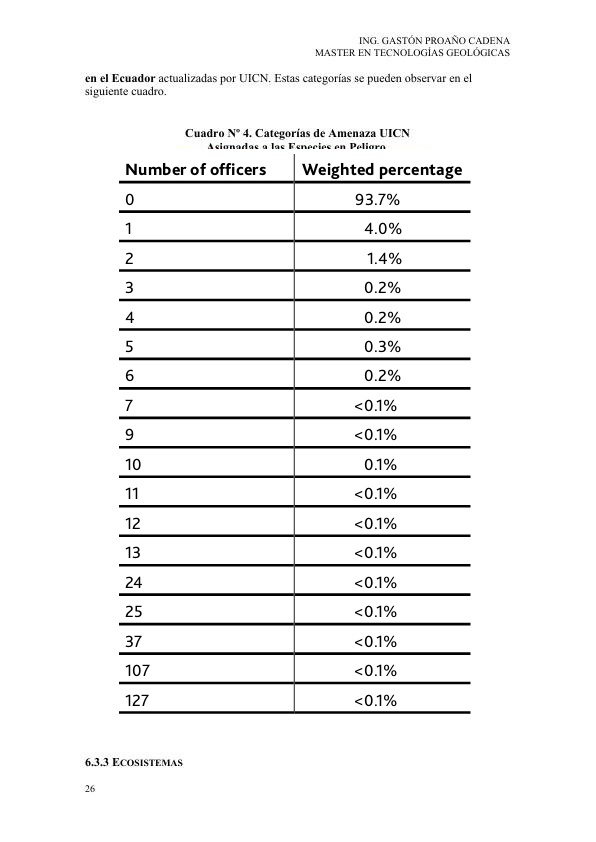 ING. GASTÓN PROAÑO CADENA
MASTER EN TECNOLOGÍAS GEOLÓGICAS
en el Ecuador actualizadas por UICN. Estas categorías se pueden observar en el
siguiente cuadro.
Cuadro Nº 4. Categorías de Amenaza UICN
Asignadas a las Especies en Peligro
Number of officers Weighted percentage
0 93.7%
1 4.0%
2 1.4%
3 0.2%
4 0.2%
5 0.3%
6 0.2%
7 <0.1%
9 <0.1%
10 0.1%
11 <0.1%
12 <0.1%
13 <0.1%
24 <0.1%
25 <0.1%
37 <0.1%
107 <0.1%
127 <0.1%
6.3.3 ECOSISTEMAS
26